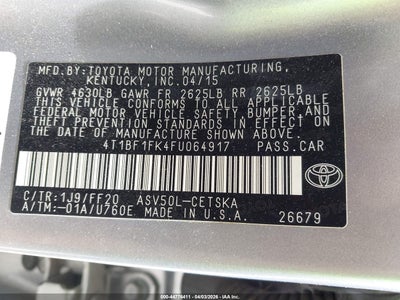 MFD.BY:TOYOTA MOTOR MANUFACTURING,
KENTUCKY,INC.04/15
GVWR 4630LB GAWR FR 2625LB RR 2625LB
THIS VEHICLE CONFORMS TO ALL APPLICABLE
FEDERAL MOTOR VEHICLE SAFETY, BUMPER, AND
THEFT PREVENTION STANDARDS IN EFFECT ON
THE DATE OF MANUFACTURE SHOWN ABOVE.
4T1BF1FK4FU064917 PASS.CAR
C/TR:1J9/FF20 ASV50L-CETSKA
A/TM:-01A/U760E MADE IN U.S.A.
TOYOTA
26679
000-44778411 - 04/03/2026 - IAA Inc.